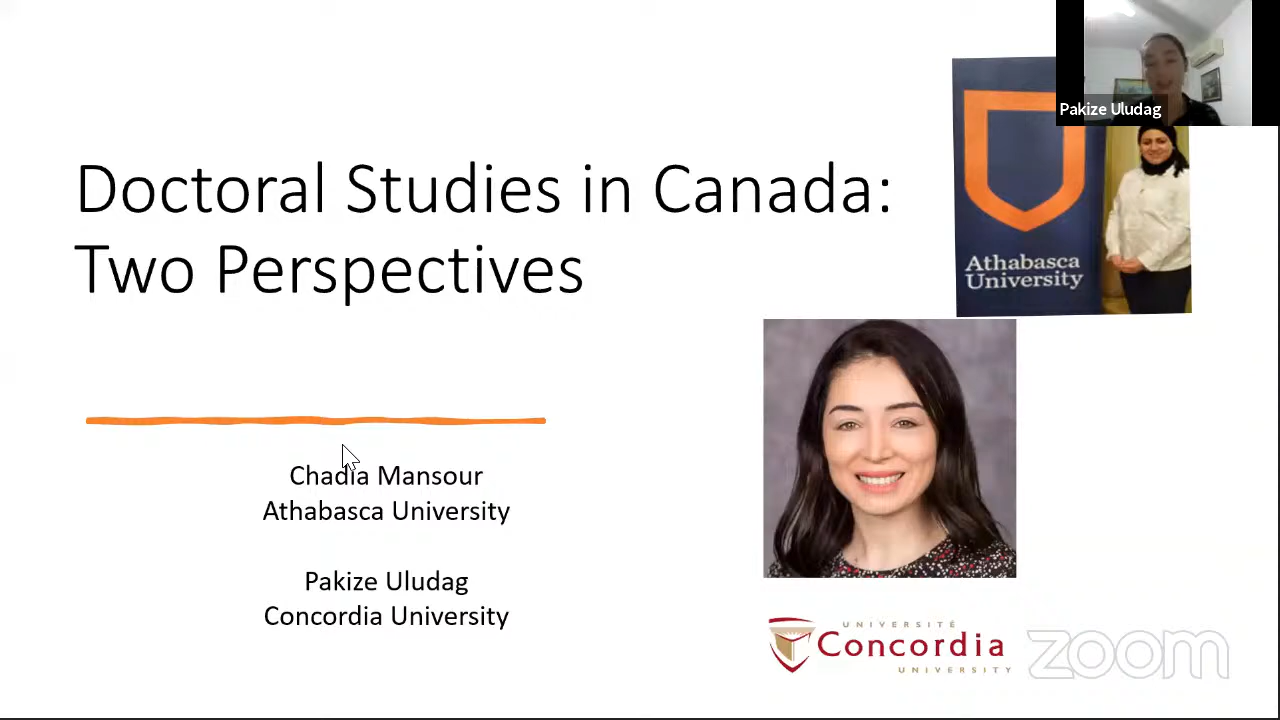 Pakize Uludag
Doctoral Studies in Canada:
Two Perspectives
Athabasca
University
Chadia Mansour
Athabasca University
Pakize Uludag
Concordia University
UNIVERSITÉ
Concordia
UNIVERSITY
zoom